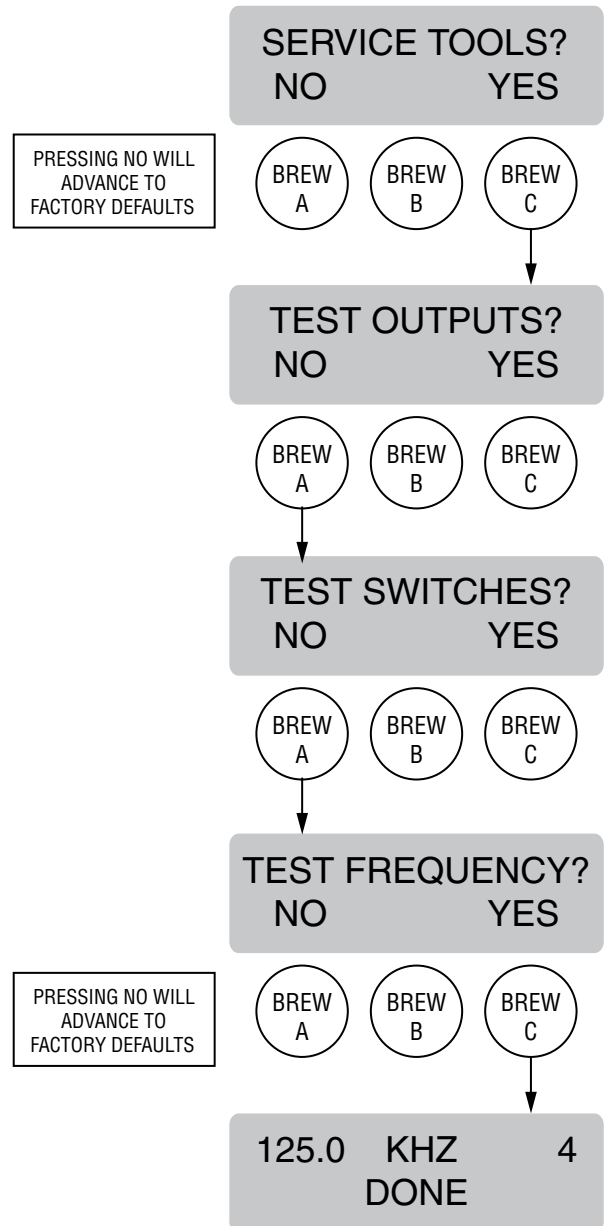 SERVICE TOOLS?
NO YES
PRESSING NO WILL
ADVANCE TO
FACTORY DEFAULTS
BREW
A
BREW
B
BREW
C
TEST OUTPUTS?
NO YES
BREW
A
BREW
B
BREW
C
TEST SWITCHES?
NO YES
BREW
A
BREW
B
BREW
C
TEST FREQUENCY?
NO YES
PRESSING NO WILL
ADVANCE TO
FACTORY DEFAULTS
BREW
A
BREW
B
BREW
C
125.0 KHZ 4
DONE